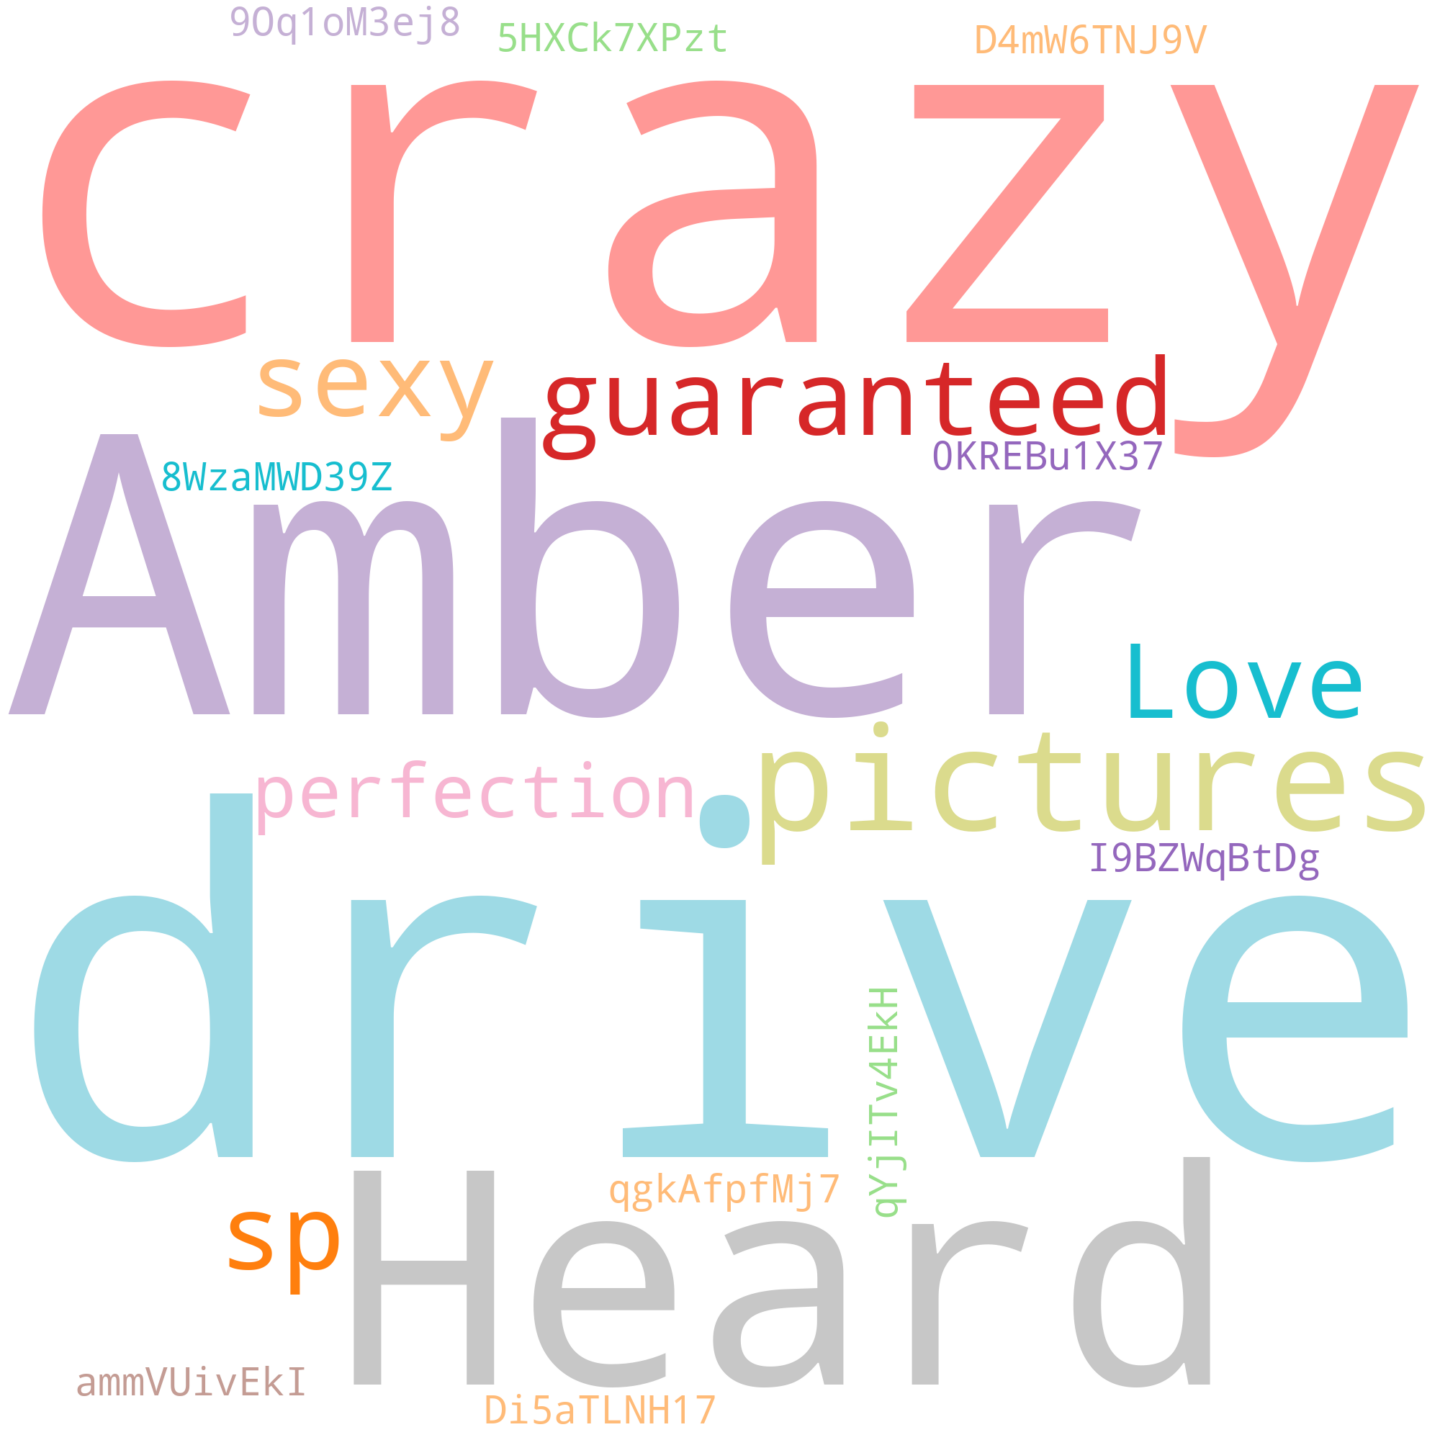 9Oq1oM3ej8
5HXCk7XPzt
D4mW6TNJ9V
crazy
sexy
guaranteed
8WzaMWD39Z
0KREBu1X37
Amber
Love
pictures
perfection
I9BZWqBtDg
drive
qYjITv4EkH
qgkAfpfMj7
sp
Heard
ammVUivEkI
Di5aTLNH17